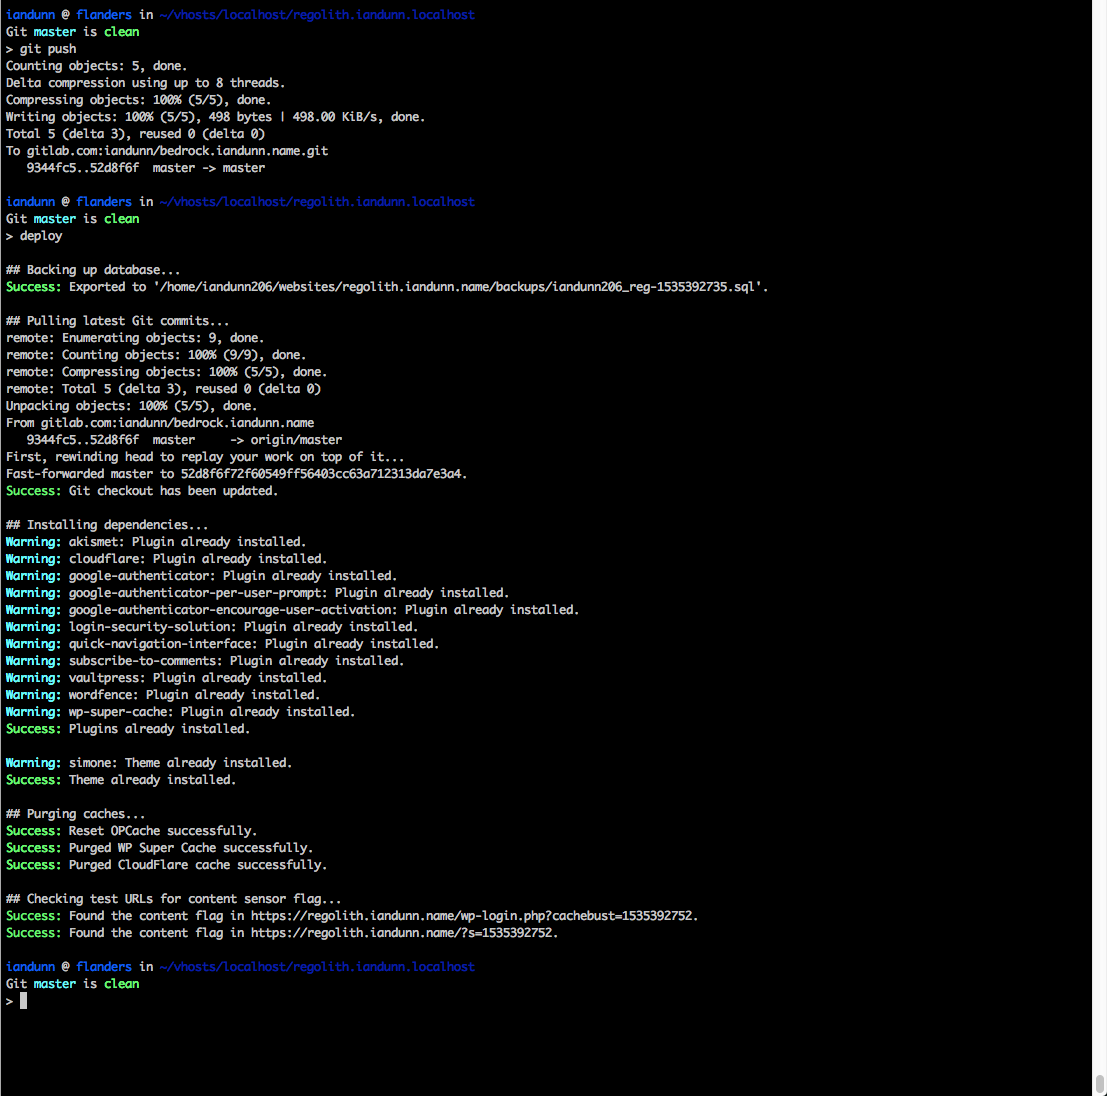 iandunn @ flanders in ~/vhosts/localhost/regolith.iandunn.localhost
Git master is clean
> git push
Counting objects: 5, done.
Delta compression using up to 8 threads.
Compressing objects: 100% (5/5), done.
Writing objects: 100% (5/5), 498 bytes | 498.00 KiB/s, done.
Total 5 (delta 3), reused 0 (delta 0)
To gitlab.com:iandunn/bedrock.iandunn.name.git
   9344fc5..52d8f6f  master -> master

iandunn @ flanders in ~/vhosts/localhost/regolith.iandunn.localhost
Git master is clean
> deploy

## Backing up database...
Success: Exported to '/home/iandunn206/websites/regolith.iandunn.name/backups/iandunn206_reg-1535392735.sql'.

## Pulling latest Git commits...
remote: Enumerating objects: 9, done.
remote: Counting objects: 100% (9/9), done.
remote: Compressing objects: 100% (5/5), done.
remote: Total 5 (delta 3), reused 0 (delta 0)
Unpacking objects: 100% (5/5), done.
From gitlab.com:iandunn/bedrock.iandunn.name
   9344fc5..52d8f6f  master     -> origin/master
First, rewinding head to replay your work on top of it...
Fast-forwarded master to 52d8f6f72f60549ff56403cc63a712313da7e3a4.
Success: Git checkout has been updated.

## Installing dependencies...
Warning: akismet: Plugin already installed.
Warning: cloudflare: Plugin already installed.
Warning: google-authenticator: Plugin already installed.
Warning: google-authenticator-per-user-prompt: Plugin already installed.
Warning: google-authenticator-encourage-user-activation: Plugin already installed.
Warning: login-security-solution: Plugin already installed.
Warning: quick-navigation-interface: Plugin already installed.
Warning: subscribe-to-comments: Plugin already installed.
Warning: vaultpress: Plugin already installed.
Warning: wordfence: Plugin already installed.
Warning: wp-super-cache: Plugin already installed.
Success: Plugins already installed.

Warning: simone: Theme already installed.
Success: Theme already installed.

## Purging caches...
Success: Reset OPCache successfully.
Success: Purged WP Super Cache successfully.
Success: Purged CloudFlare cache successfully.

## Checking test URLs for content sensor flag...
Success: Found the content flag in https://regolith.iandunn.name/wp-login.php?cachebust=1535392752.
Success: Found the content flag in https://regolith.iandunn.name/?s=1535392752.

iandunn @ flanders in ~/vhosts/localhost/regolith.iandunn.localhost
Git master is clean
>